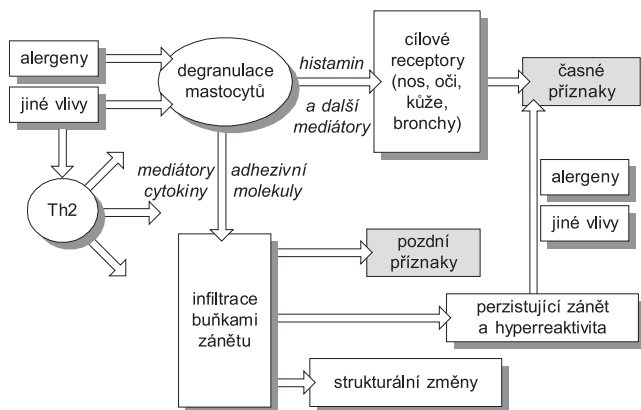 alergeny
jiné vlivy
Th2
degranulace
mastocytů
histamin
a další
mediátory
cílové
receptory
(nos, oči,
kůže,
bronchy)
časné
příznaky
mediátory
cytokiny
adhezivní
molekuly
alergeny
jiné vlivy
infiltrace
buňkami
zánětu
pozdní
příznaky
perzistující zánět
a hyperreaktivita
strukturální změny